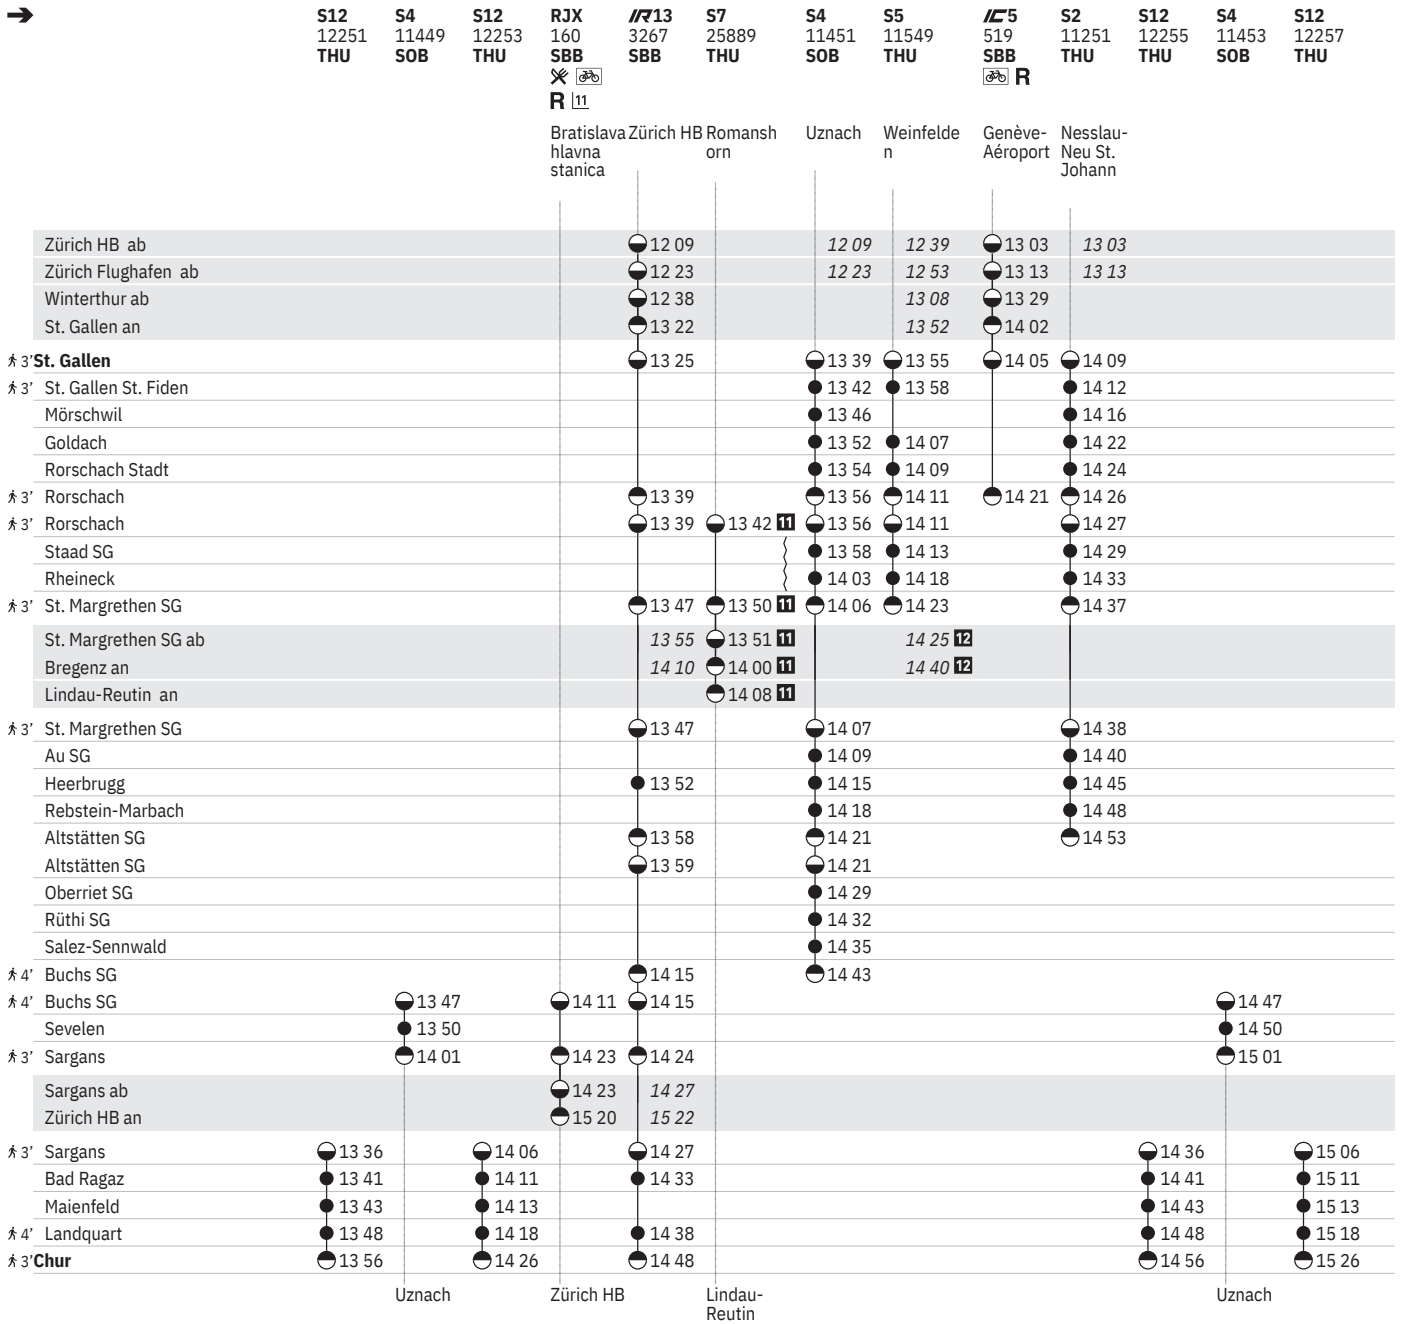 S12 S4 S12 RJX IR13 S7 S4 S5 IC5 S2 S12 S4 S12
12251 11449 12253 160 3267 25889 11451 11549 519 11251 12255 11453 12257
THU SOB THU SBB SBB THU SOB THU SBB THU THU SOB THU
R
R 11
Bratislava Zürich HB Romansh Uznach Weinfelde Genève- Nesslau-
hlavna orn n Aéroport Neu St.
stanica Johann
Zürich HB ab 12 09 12 09 12 39 13 03 13 03
Zürich Flughafen ab 12 23 12 23 12 53 13 13 13 13
Winterthur ab 12 38 13 08 13 29
St. Gallen an 13 22 13 52 14 02
3' St. Gallen 13 25 13 39 13 55 14 05 14 09
3' St. Gallen St. Fiden 13 42 13 58 14 12
Mörschwil 13 46 14 16
Goldach 13 52 14 07 14 22
Rorschach Stadt 13 54 14 09 14 24
3' Rorschach 13 39 13 56 14 11 14 21 14 26
3' Rorschach 13 39 13 42 11 13 56 14 11 14 27
Staad SG 13 58 14 13 14 29
Rheineck 14 03 14 18 14 33
3' St. Margrethen SG 13 47 13 50 11 14 06 14 23 14 37
St. Margrethen SG ab 13 55 13 51 11 14 25 12
Bregenz an 14 10 14 00 11 14 40 12
Lindau-Reutin an 14 08 11
3' St. Margrethen SG 13 47 14 07 14 38
Au SG 14 09 14 40
Heerbrugg 13 52 14 15 14 45
Rebstein-Marbach 14 18 14 48
Altstätten SG 13 58 14 21 14 53
Altstätten SG 13 59 14 21
Oberriet SG 14 29
Rüthi SG 14 32
Salez-Sennwald 14 35
4' Buchs SG 14 15 14 43
4' Buchs SG 13 47 14 11 14 15 14 47
Sevelen 13 50 14 50
3' Sargans 14 01 14 23 14 24 15 01
Sargans ab 14 23 14 27
Zürich HB an 15 20 15 22
3' Sargans 13 36 14 06 14 27 14 36 15 06
Bad Ragaz 13 41 14 11 14 33 14 41 15 11
Maienfeld 13 43 14 13 14 43 15 13
4' Landquart 13 48 14 18 14 38 14 48 15 18
3' Chur 13 56 14 26 14 48 14 56 15 26
Uznach Zürich HB Lindau- Uznach
Reutin